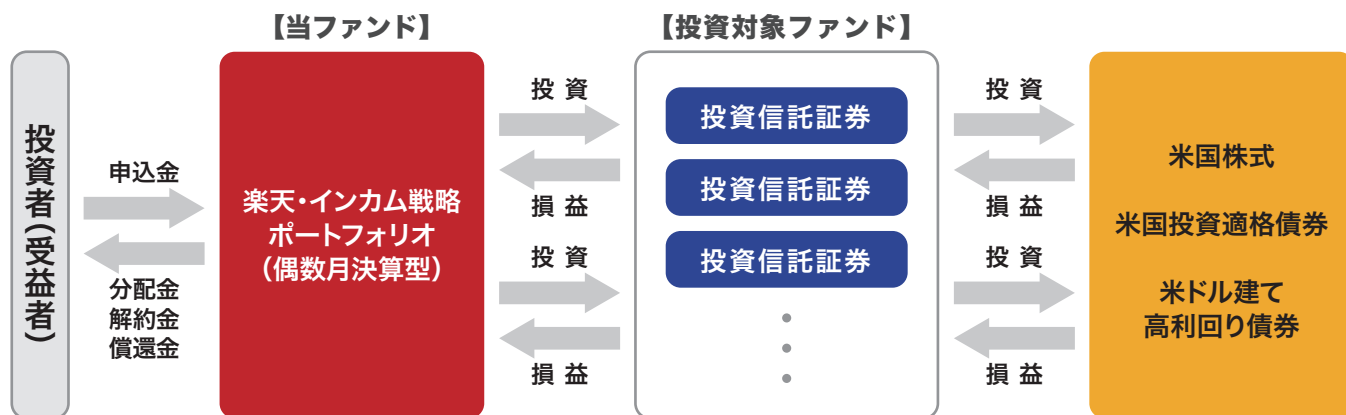 【当ファンド】
【投資対象ファンド】
投資者(受益者)
申込金
分配金
解約金
償還金
楽天・インカム戦略
ポートフォリオ
(偶数月決算型)
投 資
損 益
投 資
損 益
投資信託証券
投資信託証券
投資信託証券
投 資
損 益
投 資
損 益
米国株式
米国投資適格債券
米ドル建て
高利回り債券